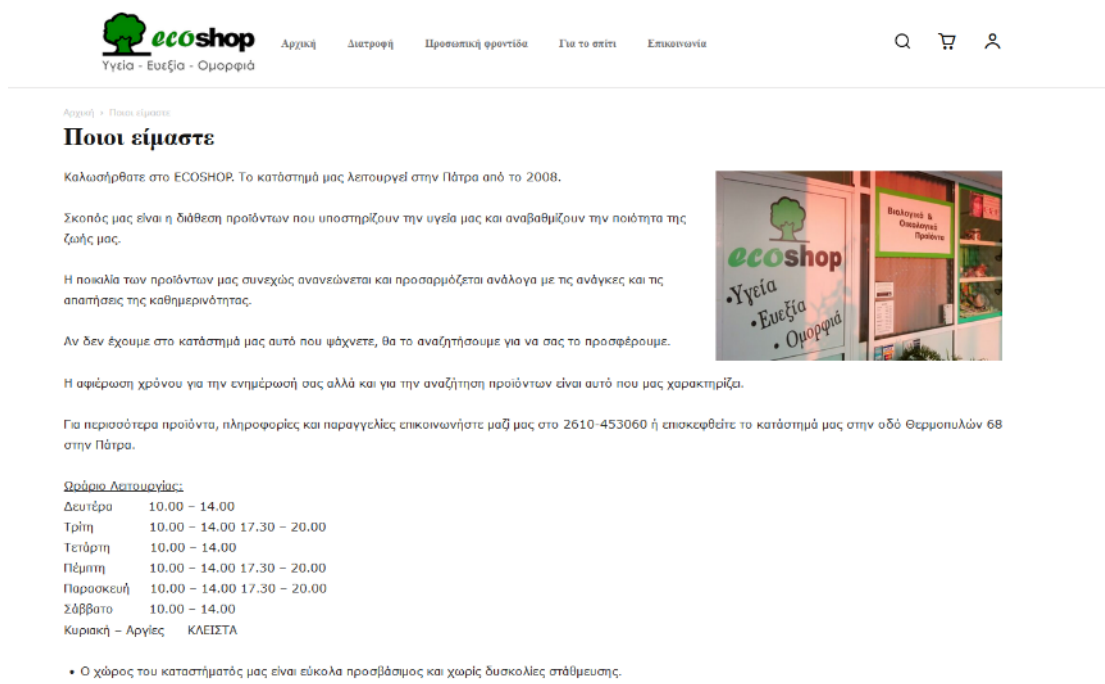 ecoshop
Υγεία - Ευεξία - Ομορφιά
Αρχική Διατροφή Προσωπική φροντίδα Για το σπίτι Επικοινωνία
Αρχική › Ποιοι είμαστε
Ποιοι είμαστε
Καλωσήρθατε στο ECOSHOP. Το κατάστημά μας λειτουργεί στην Πάτρα από το 2008.
Σκοπός μας είναι η διάθεση προϊόντων που υποστηρίζουν την υγεία μας και αναβαθμίζουν την ποιότητα της
ζωής μας.
Η ποικιλία των προϊόντων μας συνεχώς ανανεώνεται και προσαρμόζεται ανάλογα με τις ανάγκες και τις
απαιτήσεις της καθημερινότητας.
Αν δεν έχουμε στο κατάστημά μας αυτό που ψάχνετε, θα το αναζητήσουμε για να σας το προσφέρουμε.
ecoshop
•Υγεία
•Ευεξία
• Ομορφιά
Βιολογικά &
Οικολογικά
Προϊόντα
Η αφιέρωση χρόνου για την ενημέρωσή σας αλλά και για την αναζήτηση προϊόντων είναι αυτό που μας χαρακτηρίζει.
Για περισσότερα προϊόντα, πληροφορίες και παραγγελίες επικοινωνήστε μαζί μας στο 2610-453060 ή επισκεφθείτε το κατάστημά μας στην οδό Θερμοπυλών 68
στην Πάτρα.
Ωράριο Λειτουργίας:
Δευτέρα 10.00 – 14.00
Τρίτη 10.00 – 14.00 17.30 – 20.00
Τετάρτη 10.00 – 14.00
Πέμπτη 10.00 – 14.00 17.30 – 20.00
Παρασκευή 10.00 – 14.00 17.30 – 20.00
Σάββατο 10.00 – 14.00
Κυριακή – Αργίες ΚΛΕΙΣΤΑ
• Ο χώρος του καταστήματός μας είναι εύκολα προσβάσιμος και χωρίς δυσκολίες στάθμευσης.